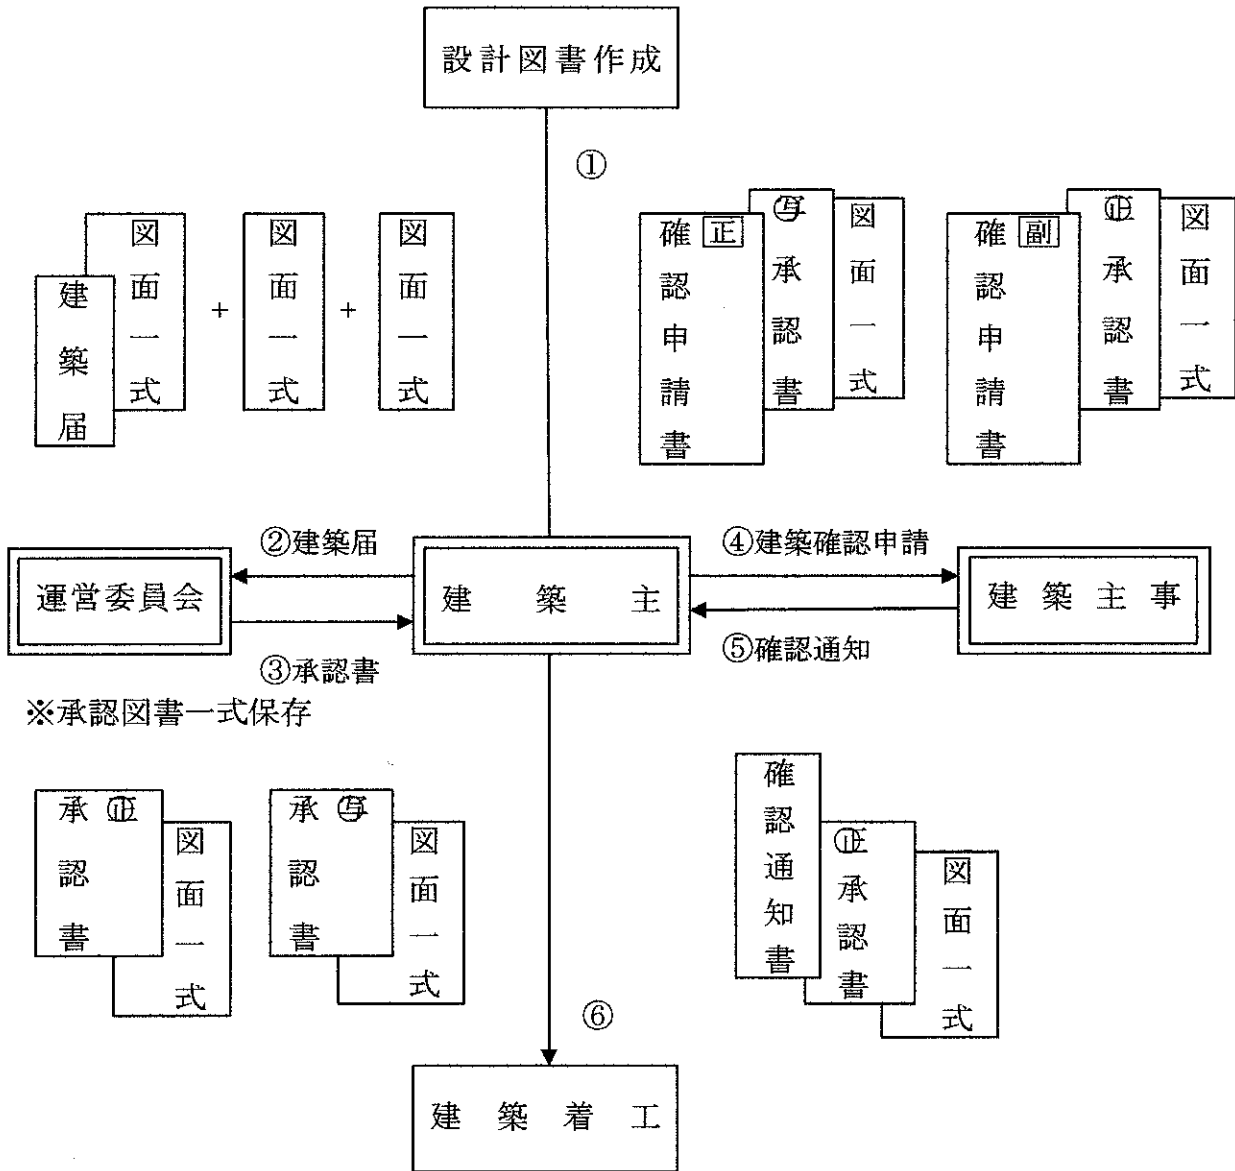 設計図書作成
①
建築届
図面一式
+
図面一式
+
図面一式
確認申請書 正
㊢承認書
図面一式
確認申請書 副
㊣承認書
図面一式
②建築届
④建築確認申請
運営委員会
建築主
建築主事
③承認書
⑤確認通知
※承認図書一式保存
承認書 ㊣
図面一式
承認書 ㊢
図面一式
確認通知書
㊣承認書
図面一式
⑥
建築着工